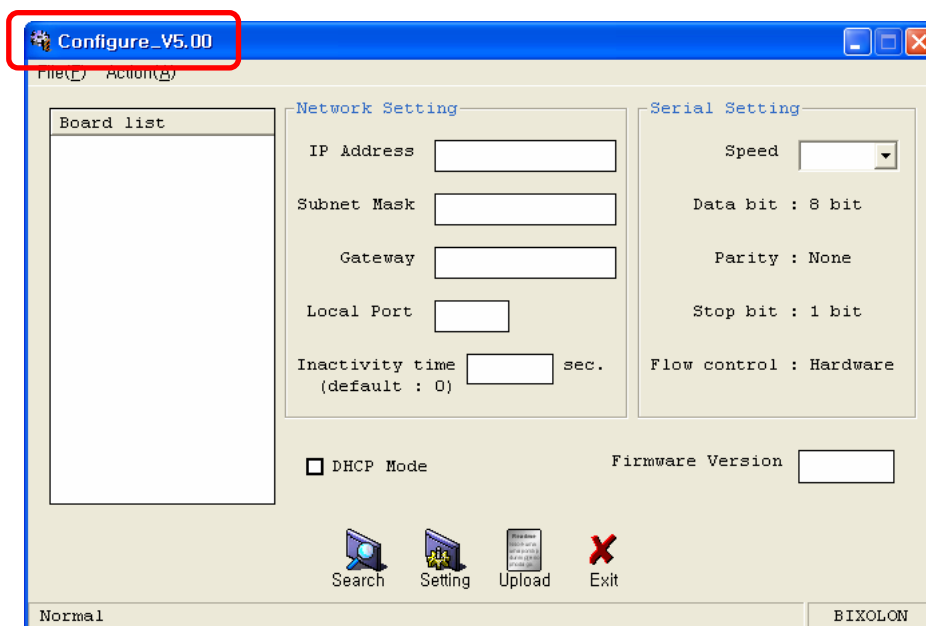 Configure_V5.00
File(F) Action(A)
Board list
Network Setting
IP Address
Subnet Mask
Gateway
Local Port
Inactivity time sec.
(default : 0)
Serial Setting
Speed
Data bit : 8 bit
Parity : None
Stop bit : 1 bit
Flow control : Hardware
DHCP Mode
Firmware Version
Search Setting Upload Exit
Normal BIXOLON